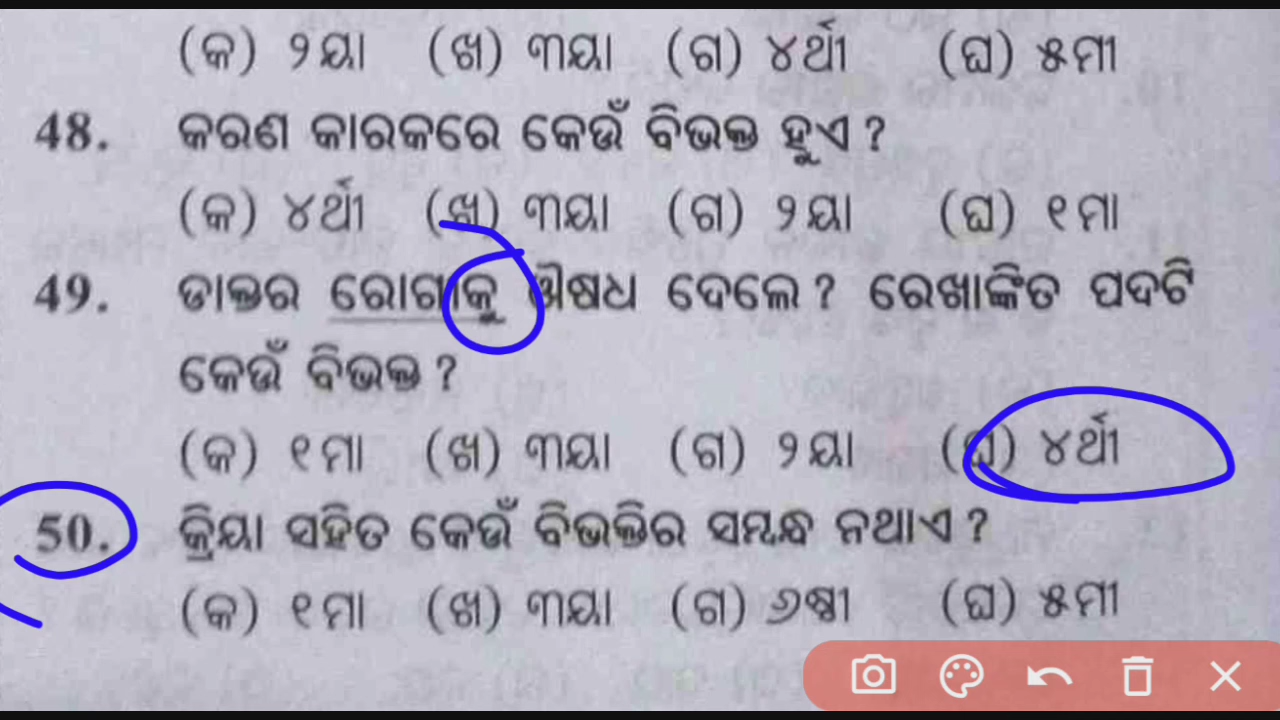 (କ) ୨ୟା (ଖ) ୩ୟା (ଗ) ୪ର୍ଥୀ (ଘ) ୫ମୀ
48. କରଣ କାରକରେ କେଉଁ ବିଭକ୍ତ ହୁଏ ?
(କ) ୪ର୍ଥୀ (ଖ) ୩ୟା (ଗ) ୨ୟା (ଘ) ୧ମା
49. ଡାକ୍ତର ରୋଗୀକୁ ଔଷଧ ଦେଲେ ? ରେଖାଙ୍କିତ ପଦଟି
କେଉଁ ବିଭକ୍ତ ?
(କ) ୧ମା (ଖ) ୩ୟା (ଗ) ୨ୟା (ଘ) ୪ର୍ଥୀ
50. କ୍ରିୟା ସହିତ କେଉଁ ବିଭକ୍ତିର ସମ୍ବନ୍ଧ ନଥାଏ ?
(କ) ୧ମା (ଖ) ୩ୟା (ଗ) ୬ଷ୍ଠୀ (ଘ) ୫ମୀ